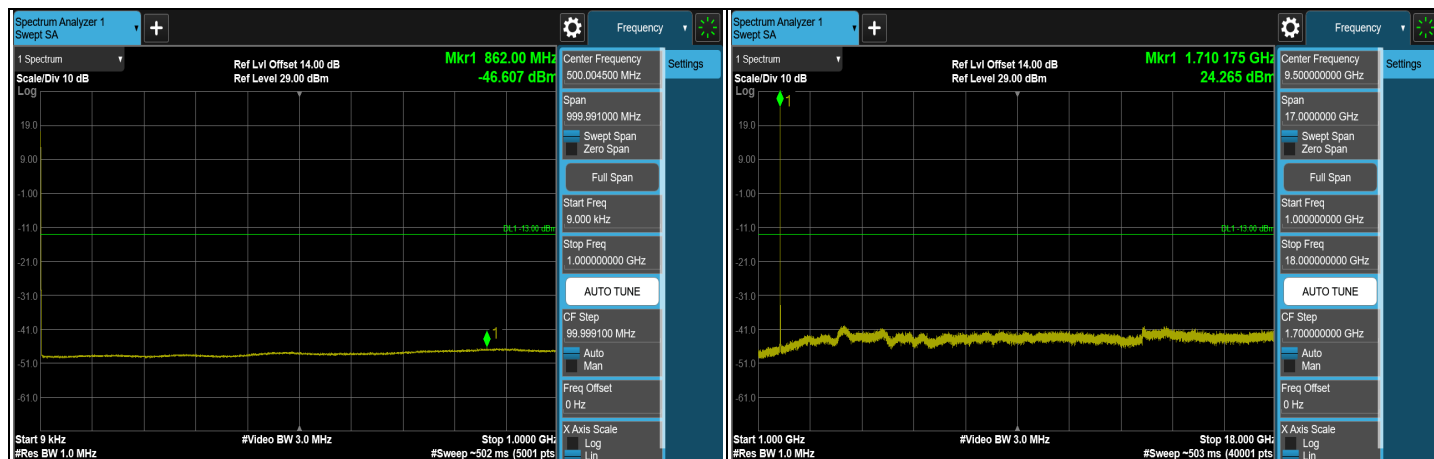 Spectrum Analyzer 1
Swept SA
+
Frequency
1 Spectrum
Scale/Div 10 dB
Log
Ref Lvl Offset 14.00 dB
Ref Level 29.00 dBm
Mkr1 862.00 MHz
-46.607 dBm
19.0
9.00
-1.00
-11.0
-21.0
-31.0
-41.0
-51.0
-61.0
DL1 -13.00 dBm
1
Start 9 kHz
#Res BW 1.0 MHz
#Video BW 3.0 MHz
Stop 1.0000 GHz
#Sweep ~502 ms (5001 pts)
Center Frequency
500.004500 MHz
Settings
Span
999.991000 MHz
Swept Span
Zero Span
Full Span
Start Freq
9.000 kHz
Stop Freq
1.000000000 GHz
AUTO TUNE
CF Step
99.999100 MHz
Auto
Man
Freq Offset
0 Hz
X Axis Scale
Log
Lin
Spectrum Analyzer 1
Swept SA
+
Frequency
1 Spectrum
Scale/Div 10 dB
Log
Ref Lvl Offset 14.00 dB
Ref Level 29.00 dBm
Mkr1 1.710 175 GHz
24.265 dBm
1
19.0
9.00
-1.00
-11.0
-21.0
-31.0
-41.0
-51.0
-61.0
DL1 -13.00 dBm
Start 1.000 GHz
#Res BW 1.0 MHz
#Video BW 3.0 MHz
Stop 18.000 GHz
#Sweep ~503 ms (40001 pts)
Center Frequency
9.500000000 GHz
Settings
Span
17.0000000 GHz
Swept Span
Zero Span
Full Span
Start Freq
1.000000000 GHz
Stop Freq
18.000000000 GHz
AUTO TUNE
CF Step
1.700000000 GHz
Auto
Man
Freq Offset
0 Hz
X Axis Scale
Log
Lin